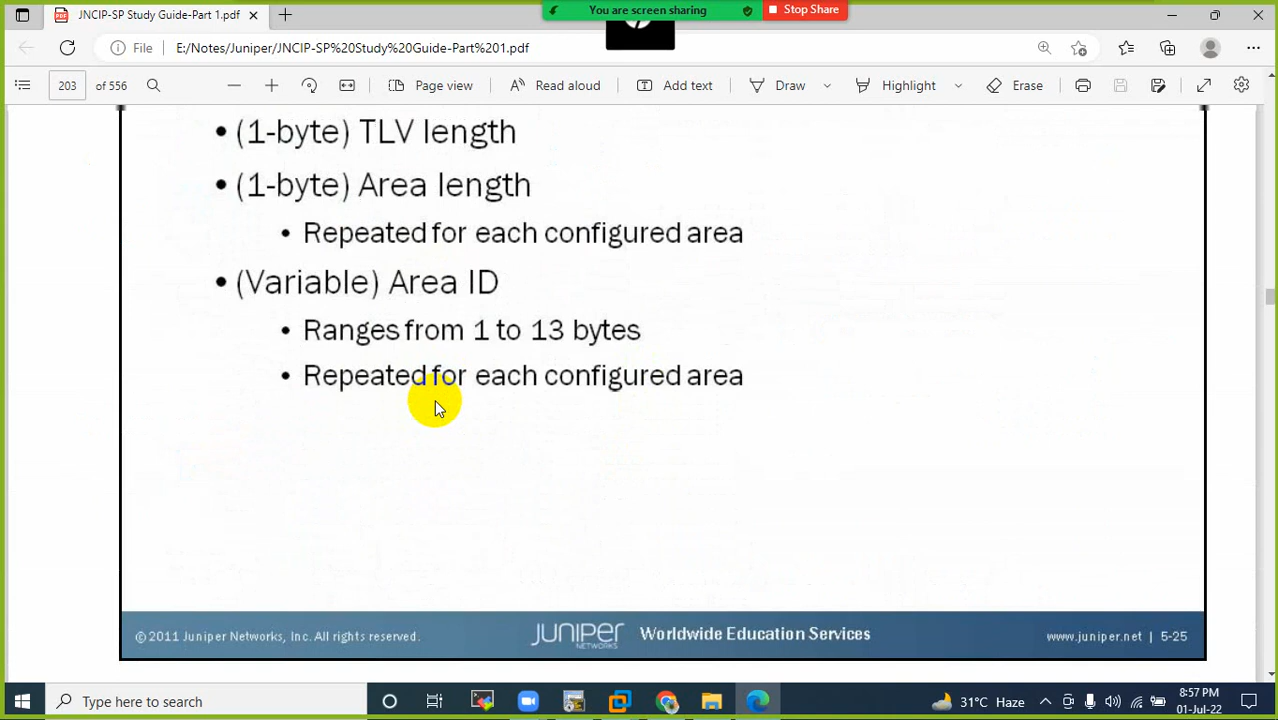 JNCIP-SP Study Guide-Part 1.pdf
You are screen sharing
Stop Share
File
E:/Notes/Juniper/JNCIP-SP%20Study%20Guide-Part%201.pdf
203 of 556
Page view
Read aloud
Add text
Draw
Highlight
Erase
• (1-byte) TLV length
• (1-byte) Area length
• Repeated for each configured area
• (Variable) Area ID
• Ranges from 1 to 13 bytes
• Repeated for each configured area
©2011 Juniper Networks, Inc. All rights reserved.
JUNIPER
NETWORKS
Worldwide Education Services
www.juniper.net | 5-25
Type here to search
31°C Haze
8:57 PM
01-Jul-22